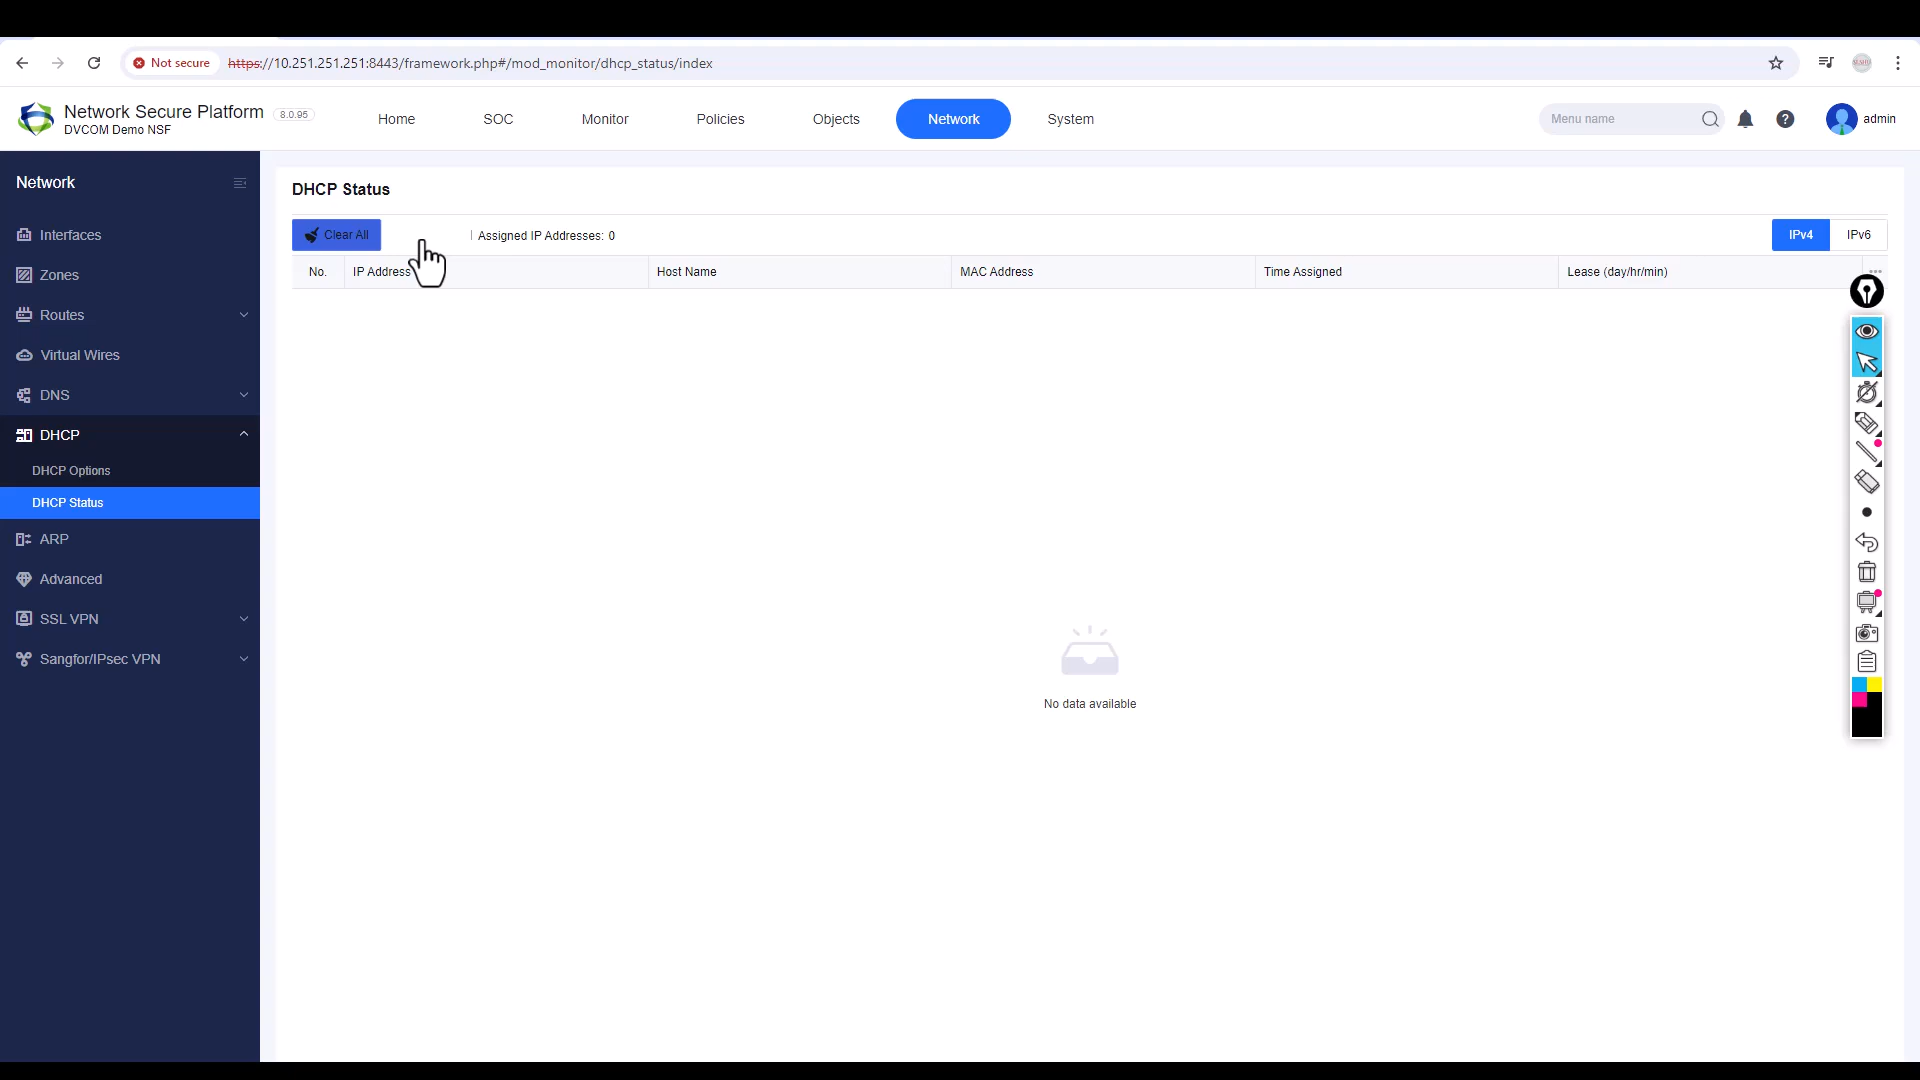 Not secure https://10.251.251.251:8443/framework.php#/mod_monitor/dhcp_status/index
Network Secure Platform 8.0.95
DVCOM Demo NSF
Home SOC Monitor Policies Objects Network System
Menu name
admin
Network
Interfaces
Zones
Routes
Virtual Wires
DNS
DHCP
DHCP Options
DHCP Status
ARP
Advanced
SSL VPN
Sangfor/IPsec VPN
DHCP Status
Clear All Assigned IP Addresses: 0 IPv4 IPv6
No. IP Address Host Name MAC Address Time Assigned Lease (day/hr/min)
No data available